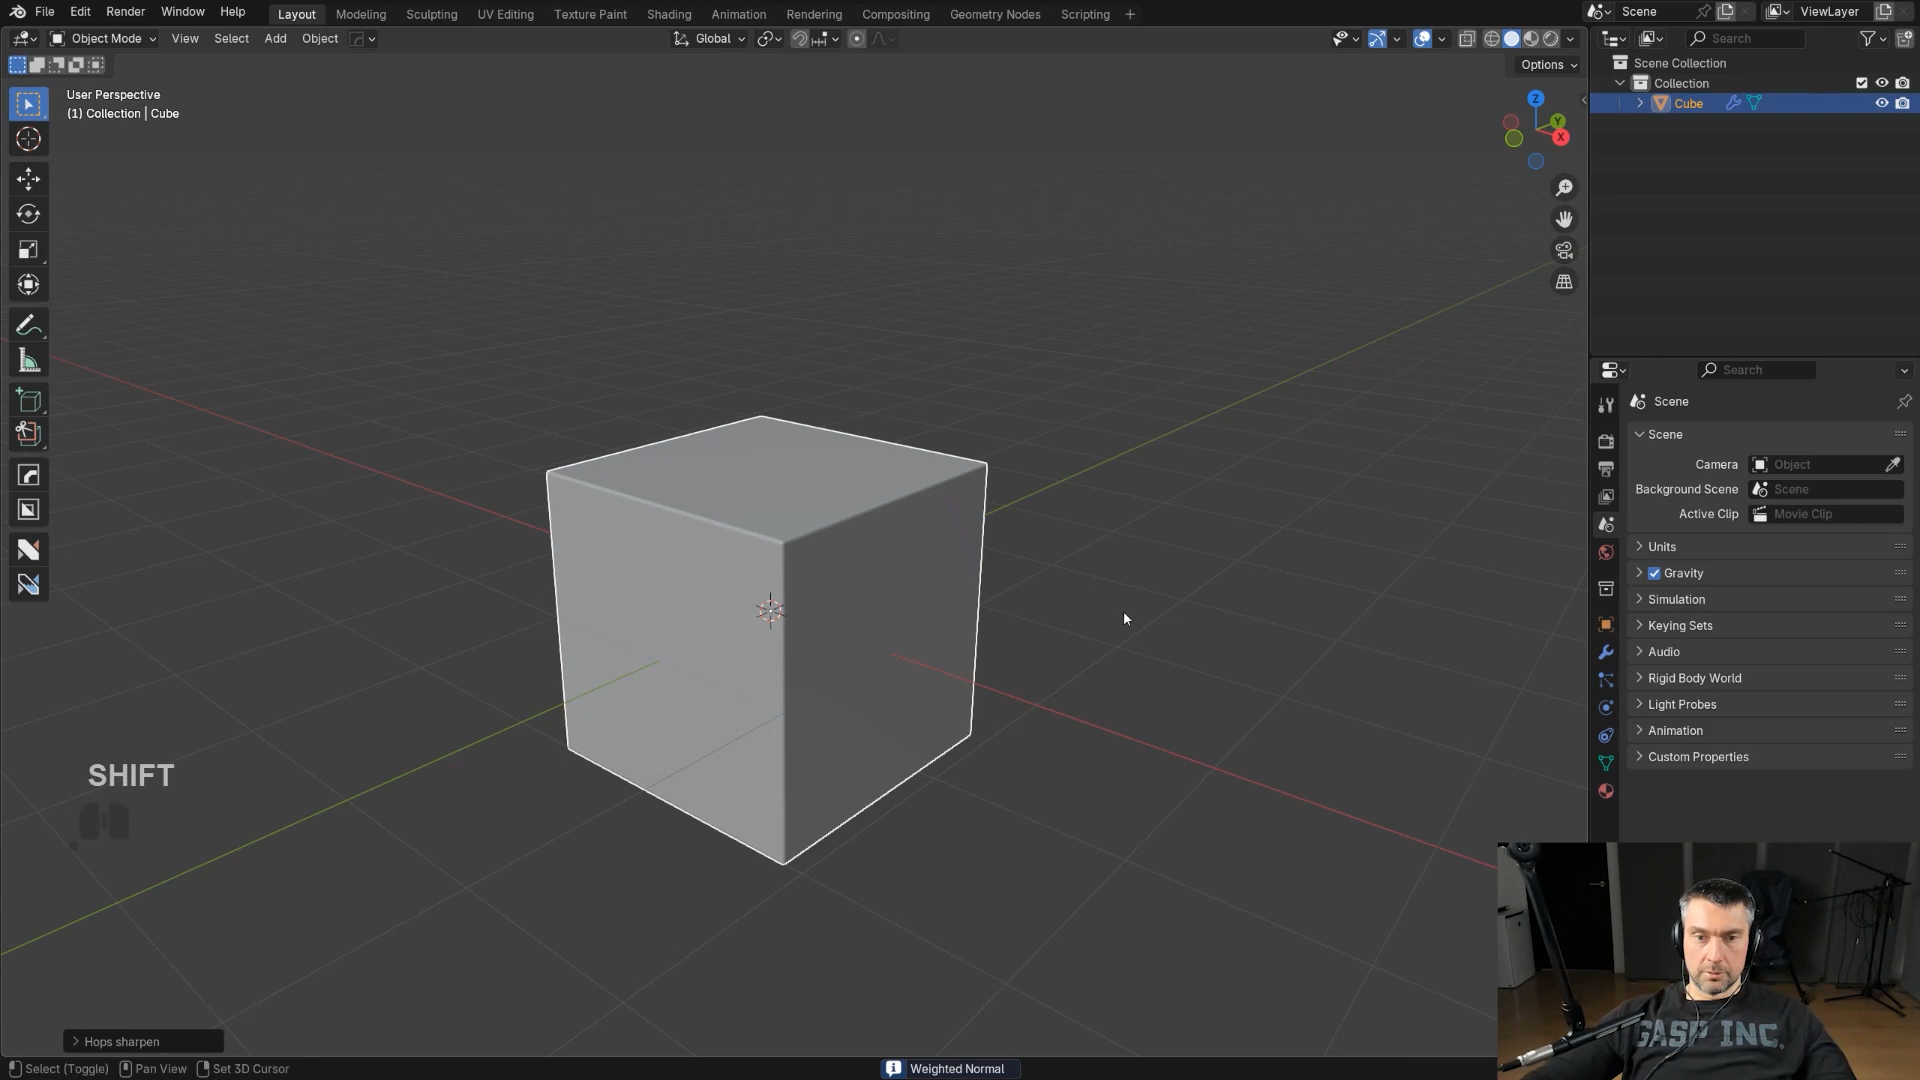 File Edit Render Window Help Layout Modeling Sculpting UV Editing Texture Paint Shading Animation Rendering Compositing Geometry Nodes Scripting + Scene ViewLayer
Object Mode View Select Add Object Global Search
Options
User Perspective
(1) Collection | Cube
Scene Collection
Collection
Cube
Z
Y
X
Search
Scene
Scene
Camera Object
Background Scene Scene
Active Clip Movie Clip
Units
Gravity
Simulation
Keying Sets
Audio
Rigid Body World
Light Probes
Animation
Custom Properties
SHIFT
GASP INC.
Hops sharpen
Select (Toggle) Pan View Set 3D Cursor Weighted Normal